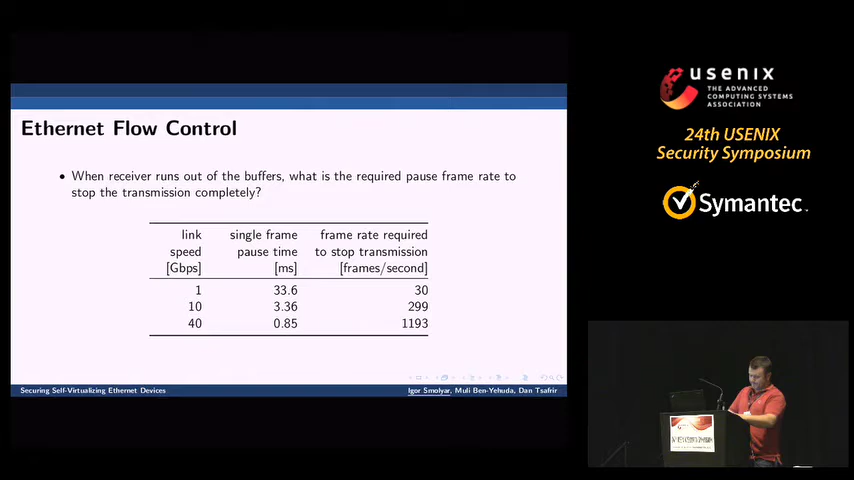 Ethernet Flow Control
• When receiver runs out of the buffers, what is the required pause frame rate to
stop the transmission completely?
link single frame frame rate required
speed pause time to stop transmission
[Gbps] [ms] [frames/second]
1 33.6 30
10 3.36 299
40 0.85 1193
Securing Self-Virtualizing Ethernet Devices
Igor Smolyar, Muli Ben-Yehuda, Dan Tsafrir
usenix
THE ADVANCED
COMPUTING SYSTEMS
ASSOCIATION
24th USENIX
Security Symposium
Symantec.